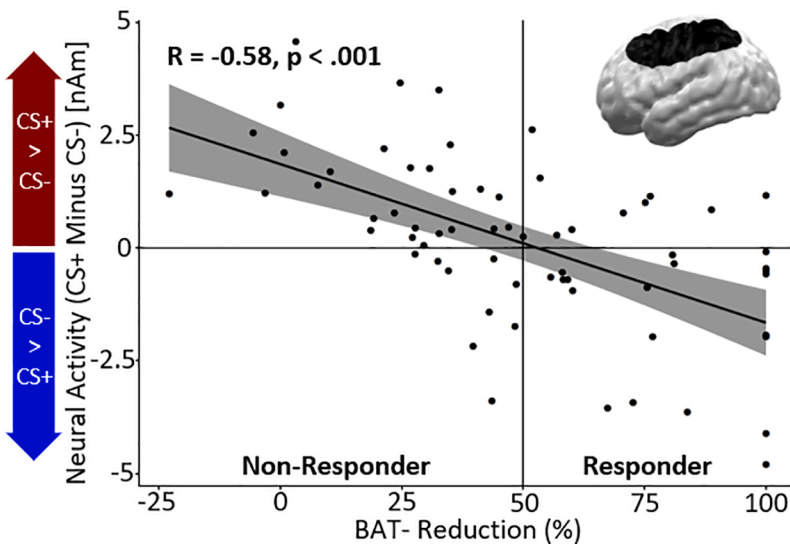 CS+
>
CS-
CS-
>
CS+
Neural Activity (CS+ Minus CS-) [nAm]
5
2.5
0
-2.5
-5
R = -0.58, p < .001
Non-Responder
Responder
-25
0
25
50
75
100
BAT- Reduction (%)